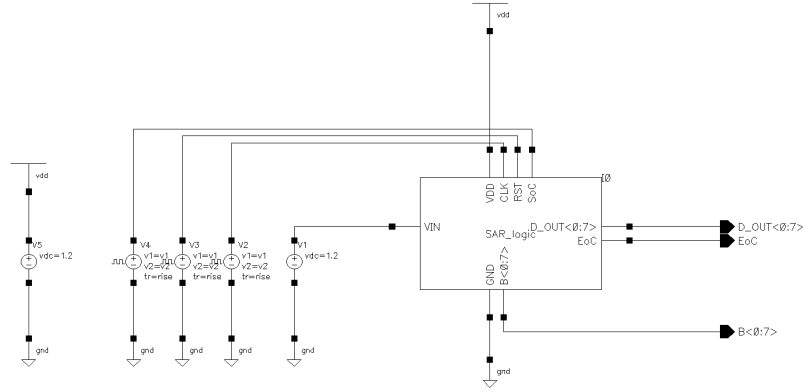 vdd
vdd
VDD
CLK
RST
SoC
I0
VIN
SAR_logic
D_OUT<0:7>
EoC
GND
B<0:7>
D_OUT<0:7>
EoC
B<0:7>
V5
vdc=1.2
V4
v1=v1
v2=v2
tr=rise
V3
v1=v1
v2=v2
tr=rise
V2
v1=v1
v2=v2
tr=rise
V1
vdc=1.2
gnd
gnd
gnd
gnd
gnd
gnd